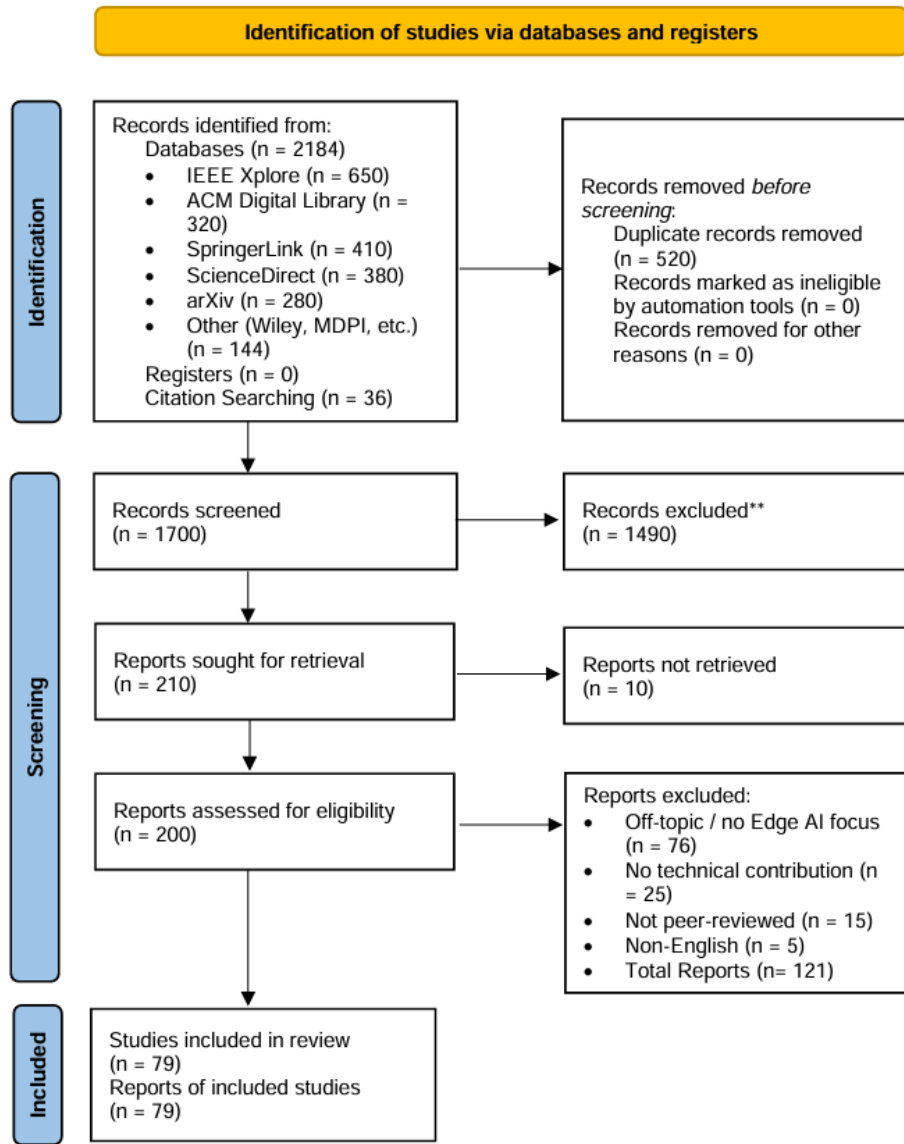 Identification of studies via databases and registers
Identification
Records identified from:
Databases (n = 2184)
• IEEE Xplore (n = 650)
• ACM Digital Library (n =
320)
• SpringerLink (n = 410)
• ScienceDirect (n = 380)
• arXiv (n = 280)
• Other (Wiley, MDPI, etc.)
(n = 144)
Registers (n = 0)
Citation Searching (n = 36)
Records removed before
screening:
Duplicate records removed
(n = 520)
Records marked as ineligible
by automation tools (n = 0)
Records removed for other
reasons (n = 0)
Screening
Records screened
(n = 1700)
Records excluded**
(n = 1490)
Reports sought for retrieval
(n = 210)
Reports not retrieved
(n = 10)
Reports assessed for eligibility
(n = 200)
Reports excluded:
• Off-topic / no Edge AI focus
(n = 76)
• No technical contribution (n
= 25)
• Not peer-reviewed (n = 15)
• Non-English (n = 5)
• Total Reports (n= 121)
Included
Studies included in review
(n = 79)
Reports of included studies
(n = 79)